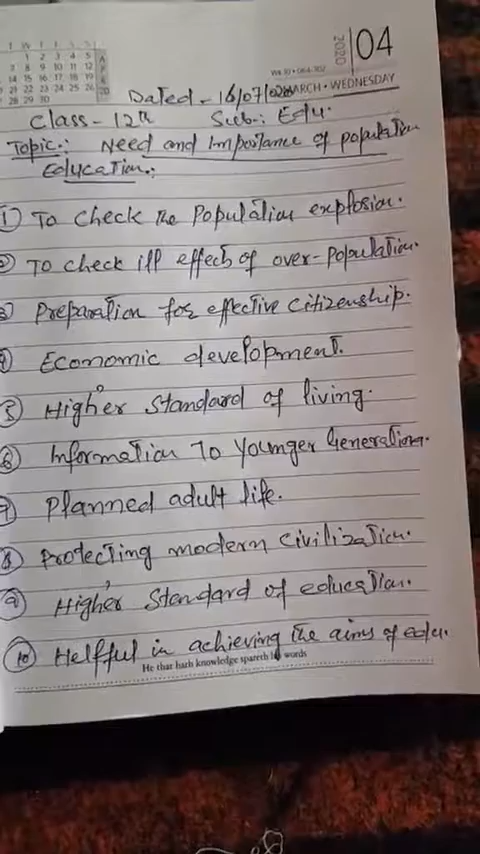 2020 04
WEDNESDAY
Dated - 16/07/
Class - 12th Sub.: Edu.
Topic.: Need and Importance of population
Education.:
① To check the Population explosion.
② To check ill effects of over-population.
③ Preparation for effective citizenship.
④ Economic development.
⑤ Higher Standard of living.
⑥ Information To Younger Generations.
⑦ Planned adult life.
⑧ Protecting modern civilization.
⑨ Higher Standard of education.
⑩ Helpful in achieving the aims of edu.
He that hath knowledge spareth his words